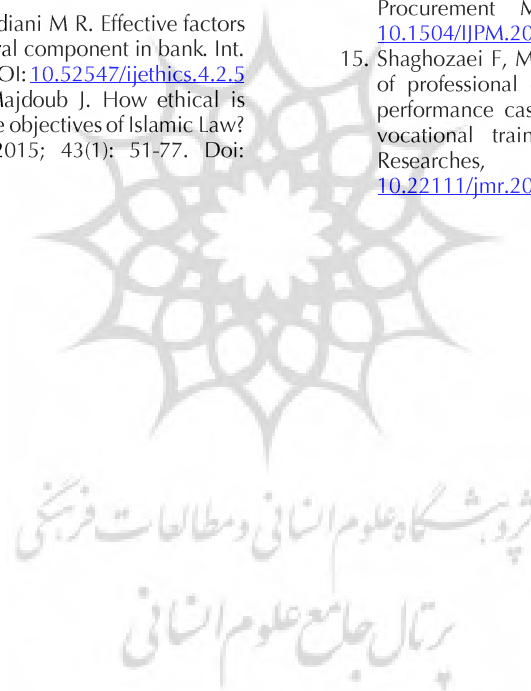 diani M R. Effective factors
ral component in bank. Int.
OI: 10.52547/ijethics.4.2.5
Majdoub J. How ethical is
e objectives of Islamic Law?
2015; 43(1): 51-77. Doi:
Procurement M
10.1504/IJPM.20
15. Shaghozaei F, M
of professional
performance cas
vocational train
Researches,
10.22111/jmr.20
پژوهشگاه علوم انسانی و مطالعات فرهنگی
پرتال جامع علوم انسانی